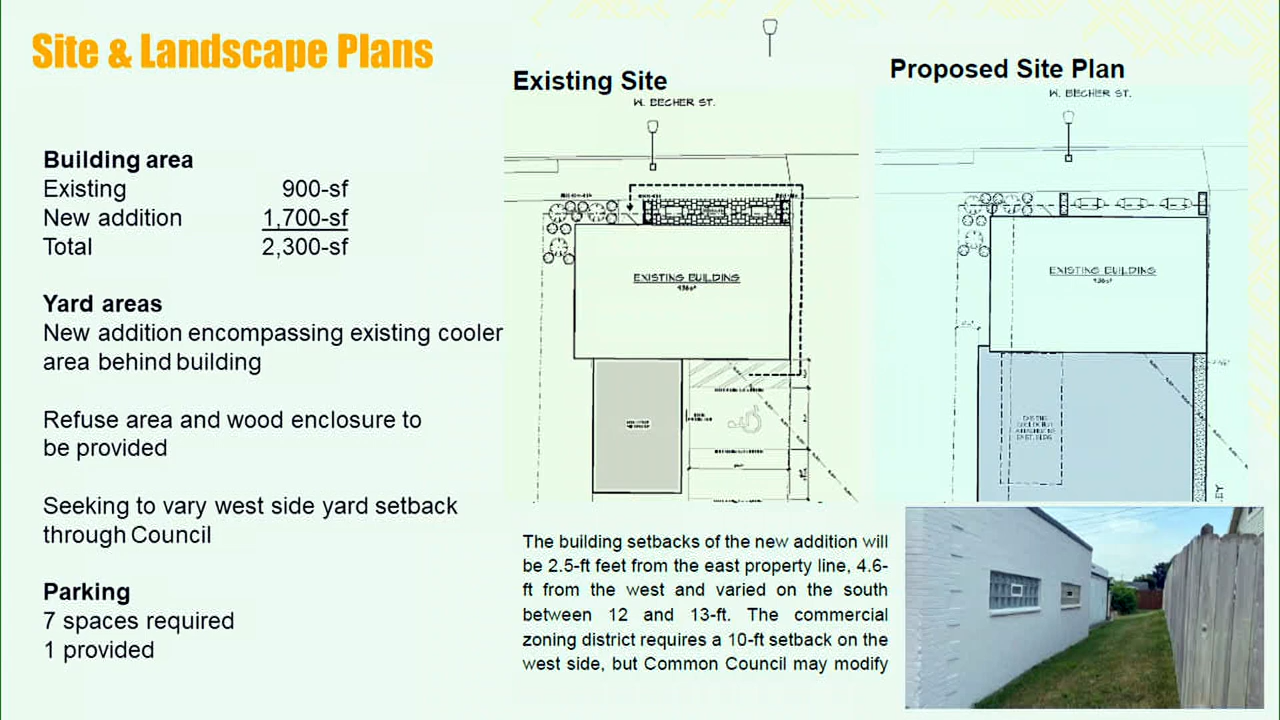 Site & Landscape Plans
Building area
Existing 900-sf
New addition 1,700-sf
Total 2,300-sf
Yard areas
New addition encompassing existing cooler
area behind building
Refuse area and wood enclosure to
be provided
Seeking to vary west side yard setback
through Council
Parking
7 spaces required
1 provided
Existing Site
W. BECHER ST.
EXISTING BUILDING
Proposed Site Plan
W. BECHER ST.
EXISTING BUILDING
The building setbacks of the new addition will
be 2.5-ft feet from the east property line, 4.6-
ft from the west and varied on the south
between 12 and 13-ft. The commercial
zoning district requires a 10-ft setback on the
west side, but Common Council may modify